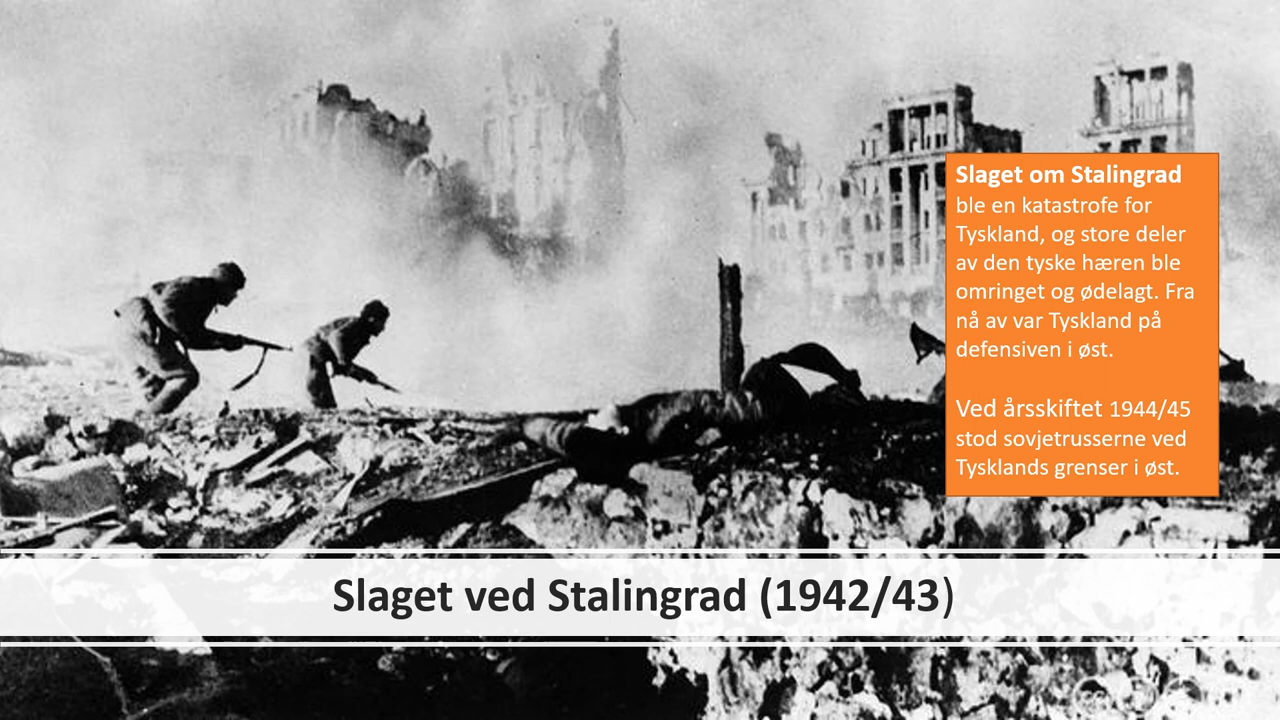 Slaget om Stalingrad
ble en katastrofe for
Tyskland, og store deler
av den tyske hæren ble
omringet og ødelagt. Fra
nå av var Tyskland på
defensiven i øst.
Ved årsskiftet 1944/45
stod sovjetrusserne ved
Tysklands grenser i øst.
Slaget ved Stalingrad (1942/43)